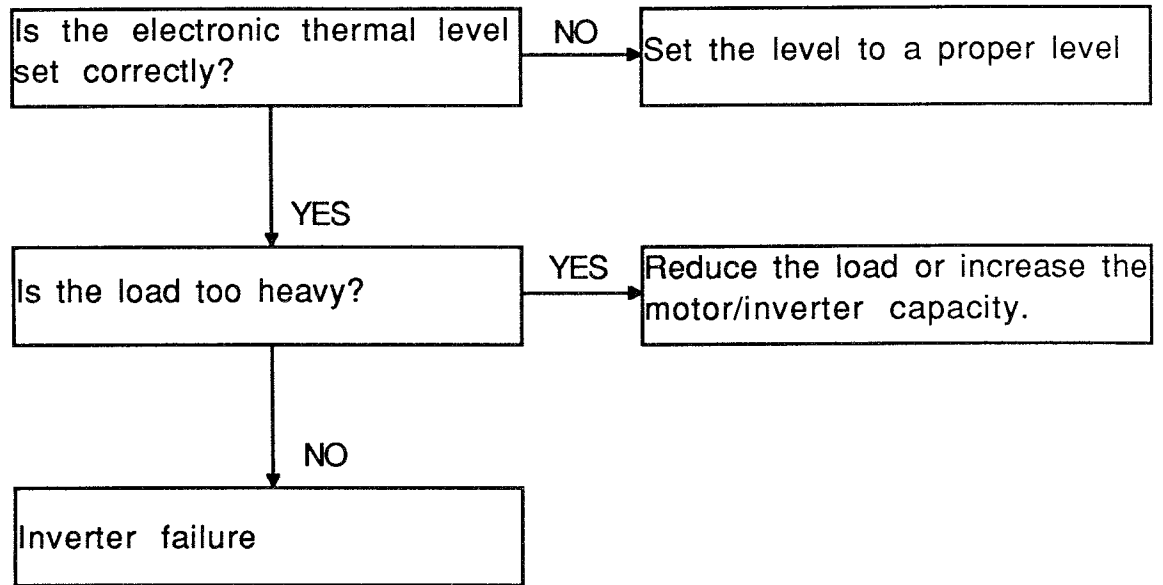 Is the electronic thermal level
set correctly?
NO
Set the level to a proper level
YES
Is the load too heavy?
YES
Reduce the load or increase the
motor/inverter capacity.
NO
Inverter failure